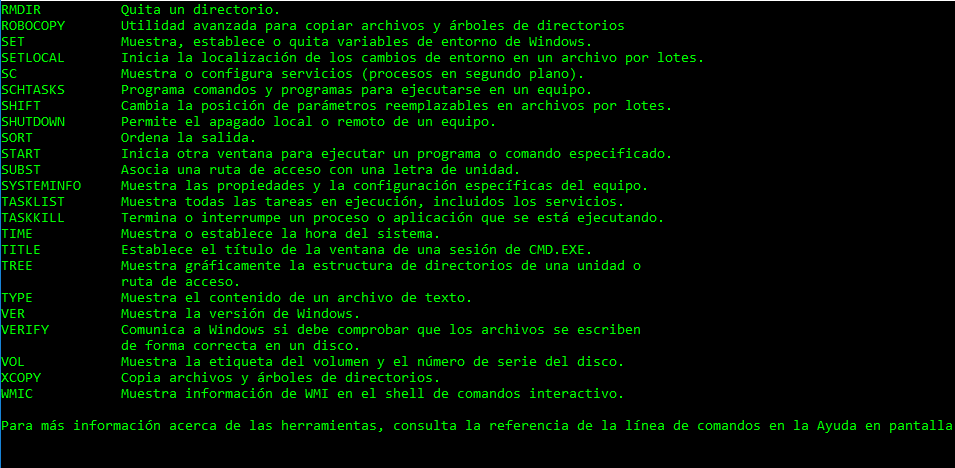 RMDIR Quita un directorio.
ROBOCOPY Utilidad avanzada para copiar archivos y árboles de directorios
SET Muestra, establece o quita variables de entorno de Windows.
SETLOCAL Inicia la localización de los cambios de entorno en un archivo por lotes.
SC Muestra o configura servicios (procesos en segundo plano).
SCHTASKS Programa comandos y programas para ejecutarse en un equipo.
SHIFT Cambia la posición de parámetros reemplazables en archivos por lotes.
SHUTDOWN Permite el apagado local o remoto de un equipo.
SORT Ordena la salida.
START Inicia otra ventana para ejecutar un programa o comando especificado.
SUBST Asocia una ruta de acceso con una letra de unidad.
SYSTEMINFO Muestra las propiedades y la configuración específicas del equipo.
TASKLIST Muestra todas las tareas en ejecución, incluidos los servicios.
TASKKILL Termina o interrumpe un proceso o aplicación que se está ejecutando.
TIME Muestra o establece la hora del sistema.
TITLE Establece el título de la ventana de una sesión de CMD.EXE.
TREE Muestra gráficamente la estructura de directorios de una unidad o
ruta de acceso.
TYPE Muestra el contenido de un archivo de texto.
VER Muestra la versión de Windows.
VERIFY Comunica a Windows si debe comprobar que los archivos se escriben
de forma correcta en un disco.
VOL Muestra la etiqueta del volumen y el número de serie del disco.
XCOPY Copia archivos y árboles de directorios.
WMIC Muestra información de WMI en el shell de comandos interactivo.
Para más información acerca de las herramientas, consulta la referencia de la línea de comandos en la Ayuda en pantalla